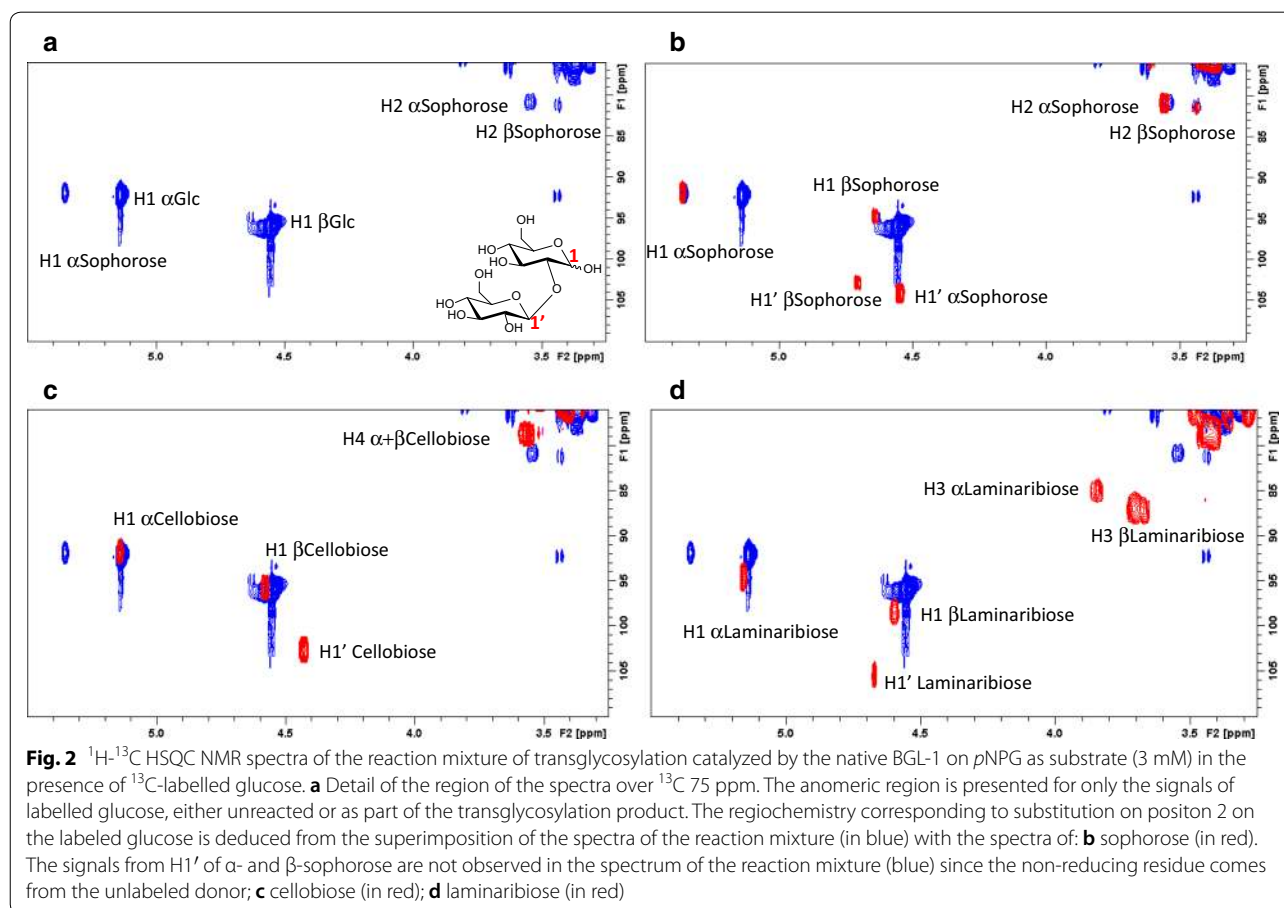 a
H2 αSophorose
H2 βSophorose
H1 αGlc
H1 βGlc
H1 αSophorose
OH
O
1
HO
HO
OH
OH
O
O
HO
HO
OH
1’
F1 [ppm]
85
90
95
100
105
5.0
4.5
4.0
3.5
F2 [ppm]
b
H2 αSophorose
H2 βSophorose
H1 βSophorose
H1 αSophorose
H1’ βSophorose
H1’ αSophorose
F1 [ppm]
85
90
95
100
105
5.0
4.5
4.0
3.5
F2 [ppm]
c
H4 α+βCellobiose
H1 αCellobiose
H1 βCellobiose
H1’ Cellobiose
F1 [ppm]
85
90
95
100
105
5.0
4.5
4.0
3.5
F2 [ppm]
d
H3 αLaminaribiose
H3 βLaminaribiose
H1 βLaminaribiose
H1 αLaminaribiose
H1’ Laminaribiose
F1 [ppm]
85
90
95
100
105
5.0
4.5
4.0
3.5
F2 [ppm]
Fig. 2 ¹H-¹³C HSQC NMR spectra of the reaction mixture of transglycosylation catalyzed by the native BGL-1 on pNPG as substrate (3 mM) in the
presence of ¹³C-labelled glucose. a Detail of the region of the spectra over ¹³C 75 ppm. The anomeric region is presented for only the signals of
labelled glucose, either unreacted or as part of the transglycosylation product. The regiochemistry corresponding to substitution on positon 2 on
the labeled glucose is deduced from the superimposition of the spectra of the reaction mixture (in blue) with the spectra of: b sophorose (in red).
The signals from H1′ of α- and β-sophorose are not observed in the spectrum of the reaction mixture (blue) since the non-reducing residue comes
from the unlabeled donor; c cellobiose (in red); d laminaribiose (in red)